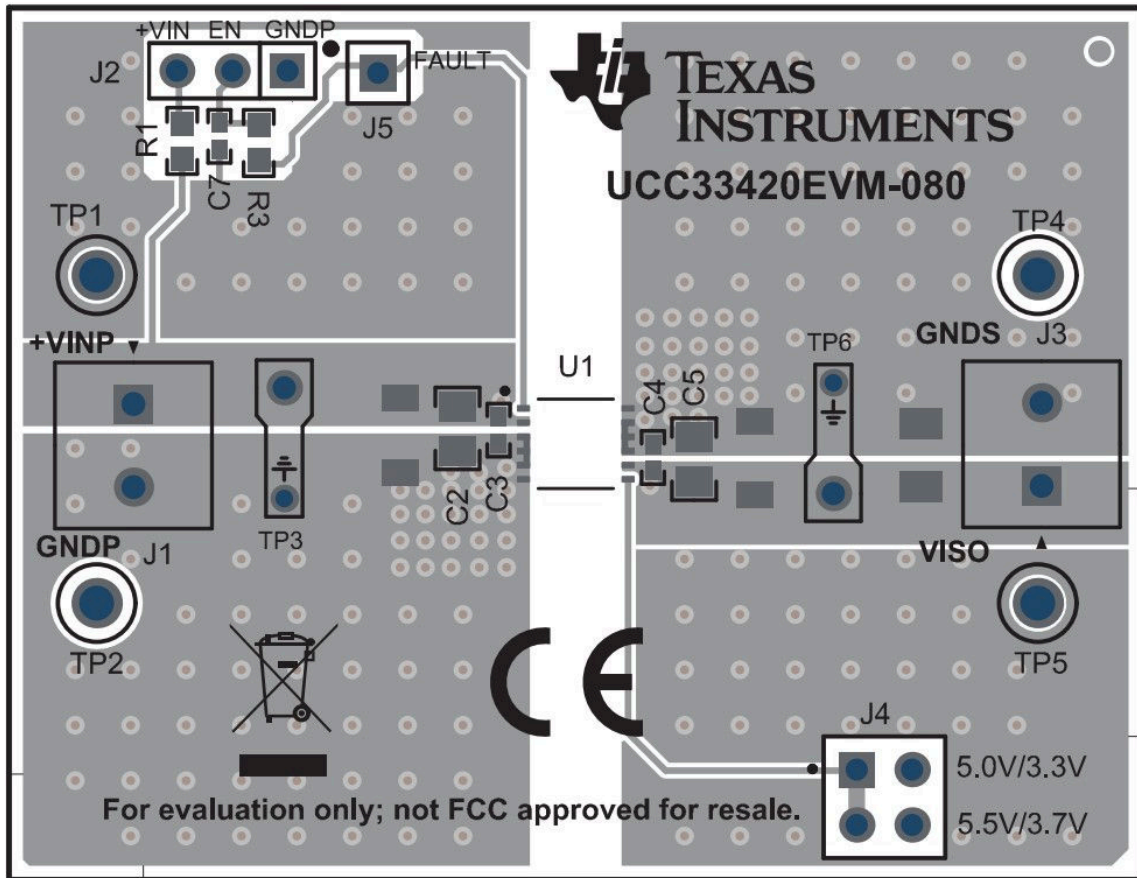 +VIN EN GNDP
J2
FAULT
J5
R1
C7
R3
TEXAS
INSTRUMENTS
UCC33420EVM-080
TP1
TP4
+VINP
GNDS
J3
TP6
U1
C4
C5
C2
C3
TP3
GNDP
J1
VISO
TP2
TP5
CE
J4
5.0V/3.3V
5.5V/3.7V
For evaluation only; not FCC approved for resale.